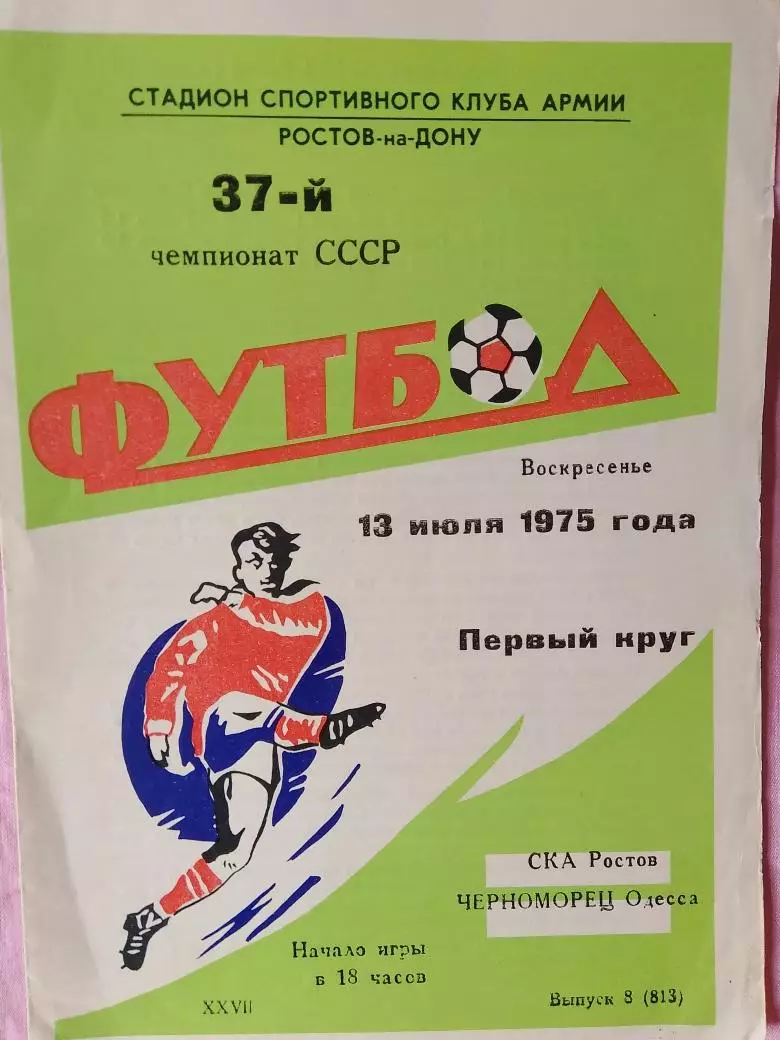 СТАДИОН СПОРТИВНОГО КЛУБА АРМИИ
РОСТОВ-на-ДОНУ
37-й
чемпионат СССР
ФУТБОЛ
Воскресенье
13 июля 1975 года
Первый круг
СКА Ростов
ЧЕРНОМОРЕЦ Одесса
Начало игры
в 18 часов
XXVII
Выпуск 8 (813)